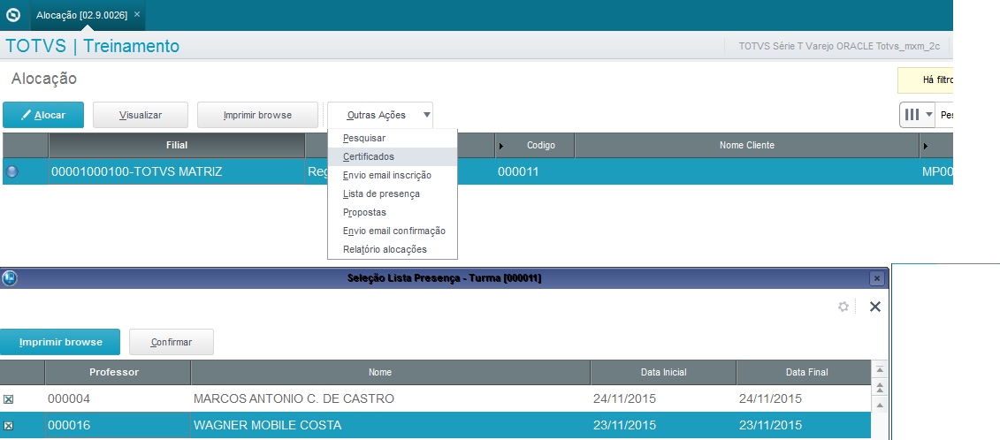 Alocação [02.9.0026] ×
TOTVS | Treinamento
TOTVS Série T Varejo ORACLE Totvs_mxm_2c
Alocação
Há filtro
Alocar Visualizar Imprimir browse Outras Ações Pes
Filial Codigo Nome Cliente
00001000100-TOTVS MATRIZ Reg 000011 MP00
Pesquisar
Certificados
Envio email inscrição
Lista de presença
Propostas
Envio email confirmação
Relatório alocações
Seleção Lista Presença - Turma [000011]
Imprimir browse Confirmar
Professor Nome Data Inicial Data Final
000004 MARCOS ANTONIO C. DE CASTRO 24/11/2015 24/11/2015
000016 WAGNER MOBILE COSTA 23/11/2015 23/11/2015